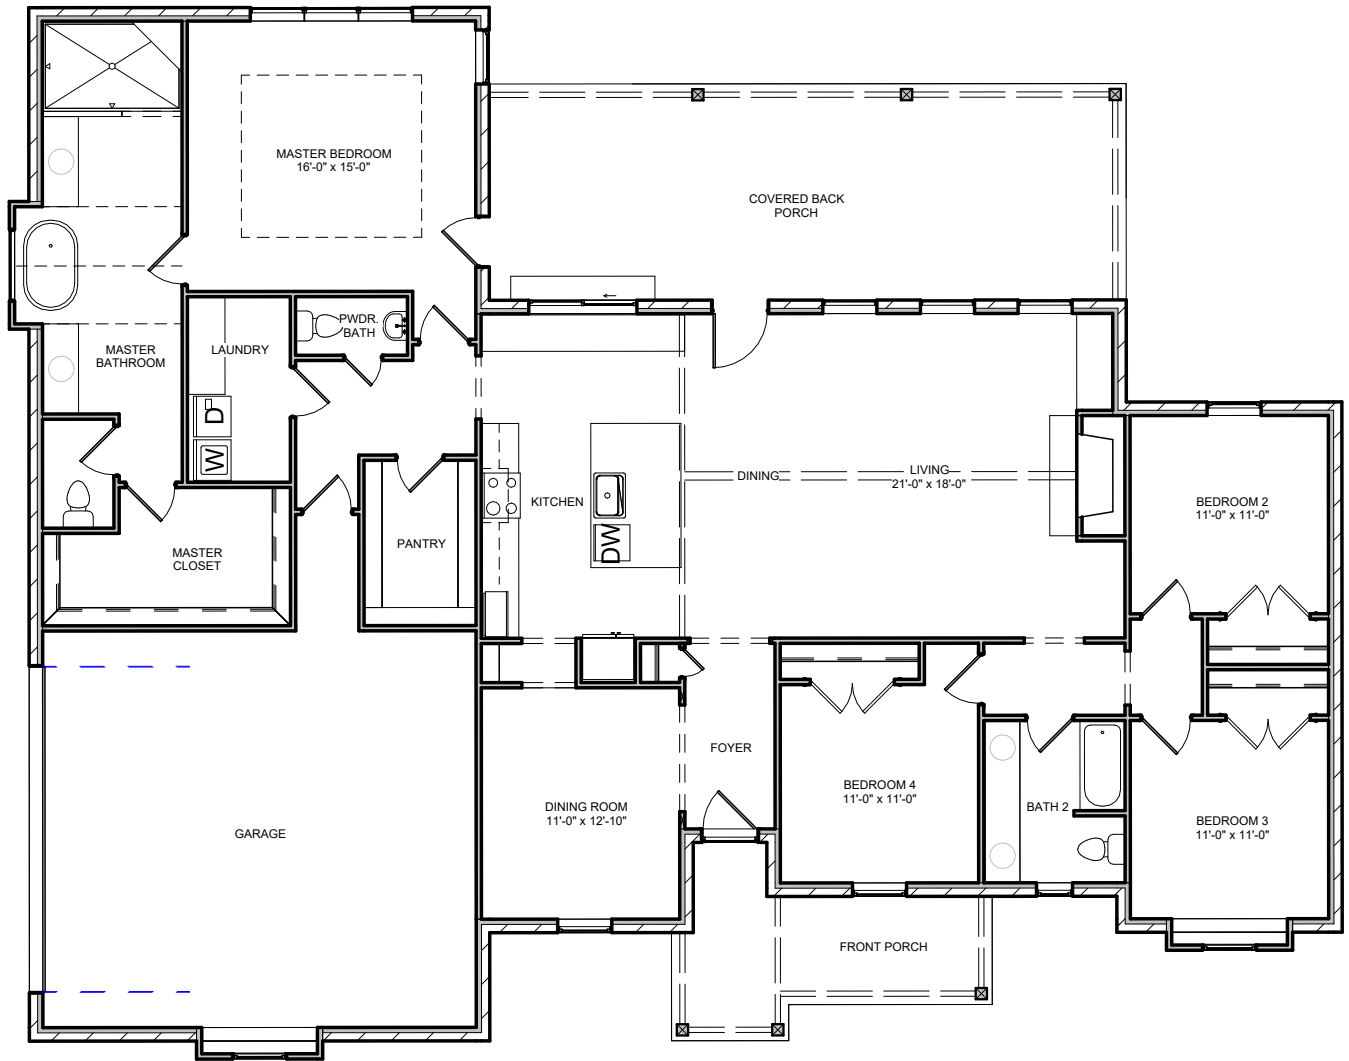 MASTER BEDROOM
16'-0" x 15'-0"
COVERED BACK
PORCH
PWDR.
BATH
MASTER
BATHROOM
LAUNDRY
D
W
KITCHEN
DW
DINING
LIVING
21'-0" x 18'-0"
BEDROOM 2
11'-0" x 11'-0"
PANTRY
MASTER
CLOSET
FOYER
DINING ROOM
11'-0" x 12'-10"
BEDROOM 4
11'-0" x 11'-0"
BATH 2
BEDROOM 3
11'-0" x 11'-0"
GARAGE
FRONT PORCH